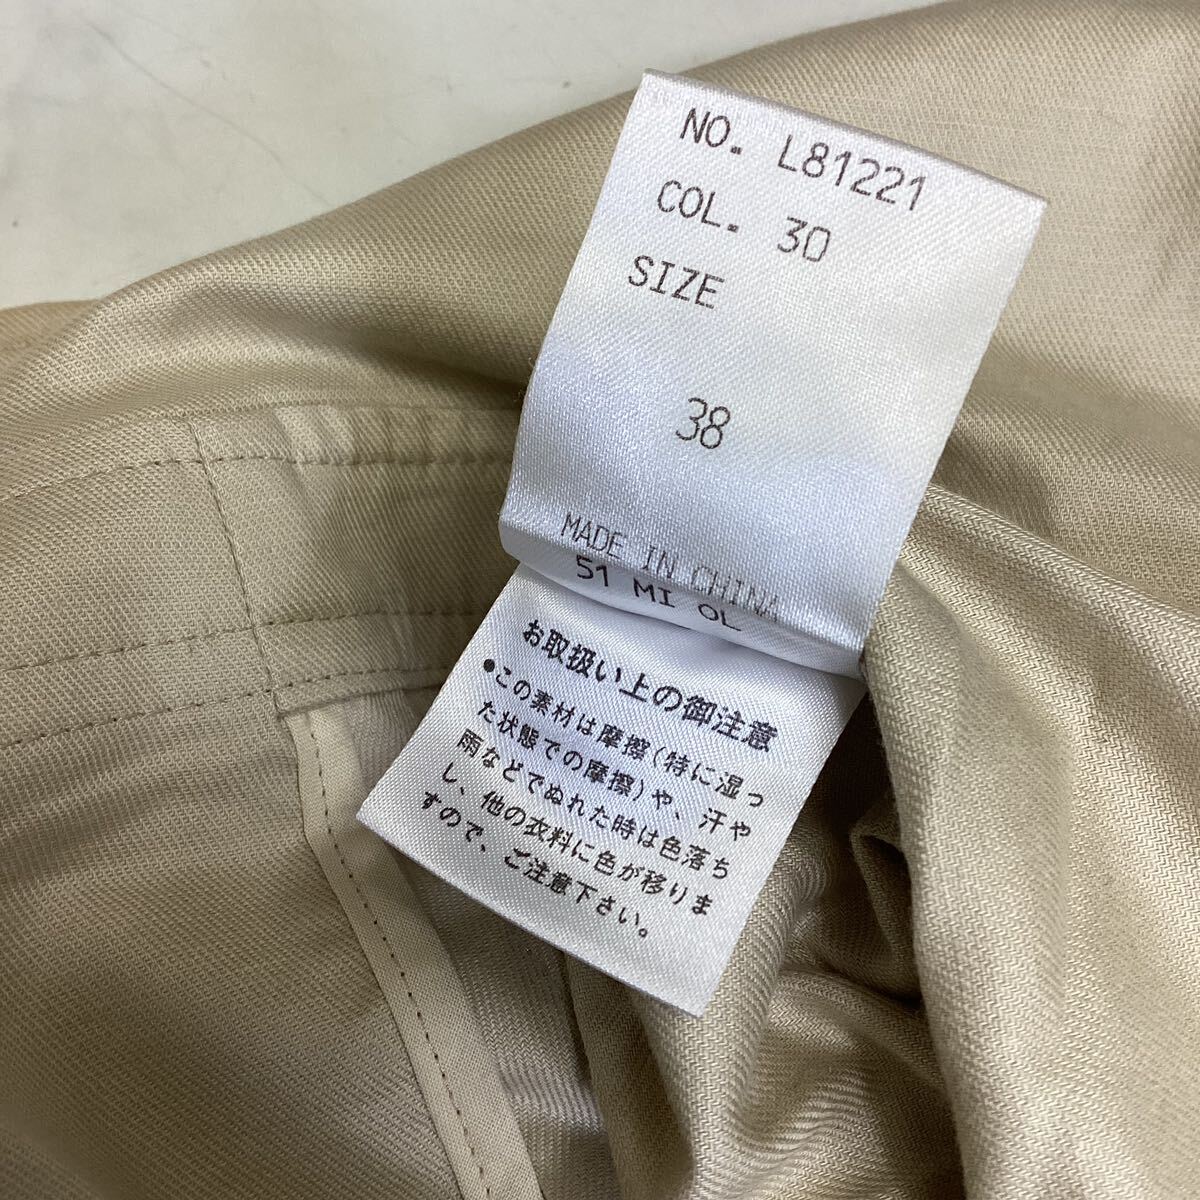 NO. L81221
COL. 30
SIZE
38
MADE IN CHINA
51 MI OL
お取扱い上の御注意
●この素材は摩擦(特に湿っ
た状態での摩擦)や、汗や
雨などでぬれた時は色落ち
し、他の衣料に色が移りま
すので、ご注意下さい。